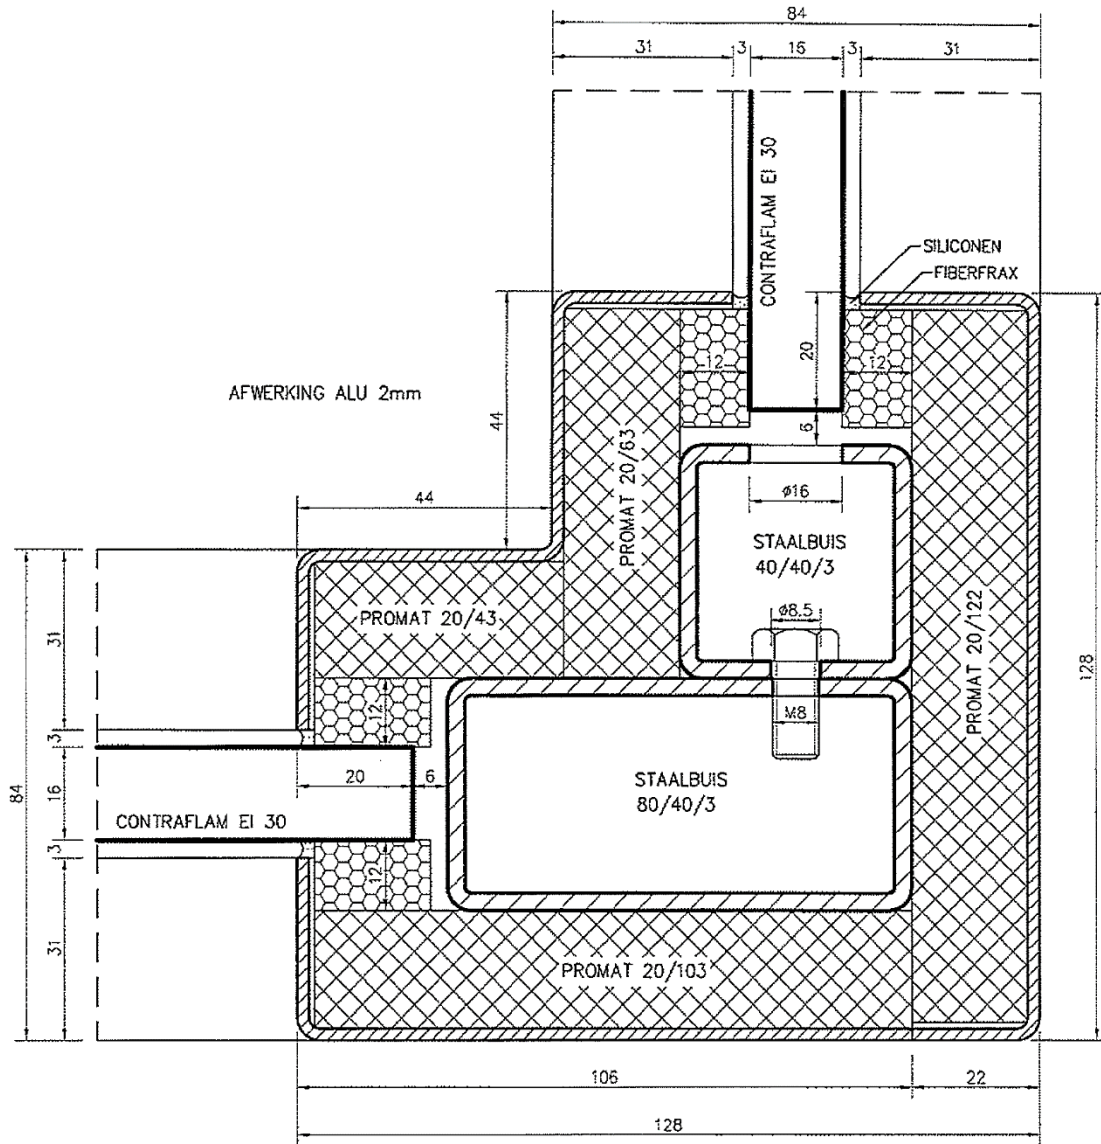 84
31
3
16
3
31
CONTRAFLAM EI 30
SILICONEN
FIBERFRAX
20
12
12
AFWERKING ALU 2mm
44
6
PROMAT 20/63
44
ø16
STAALBUIS
40/40/3
PROMAT 20/122
128
ø8.5
31
PROMAT 20/43
12
M8
3
20
6
STAALBUIS
80/40/3
84
16
CONTRAFLAM EI 30
3
12
31
PROMAT 20/103
106
22
128